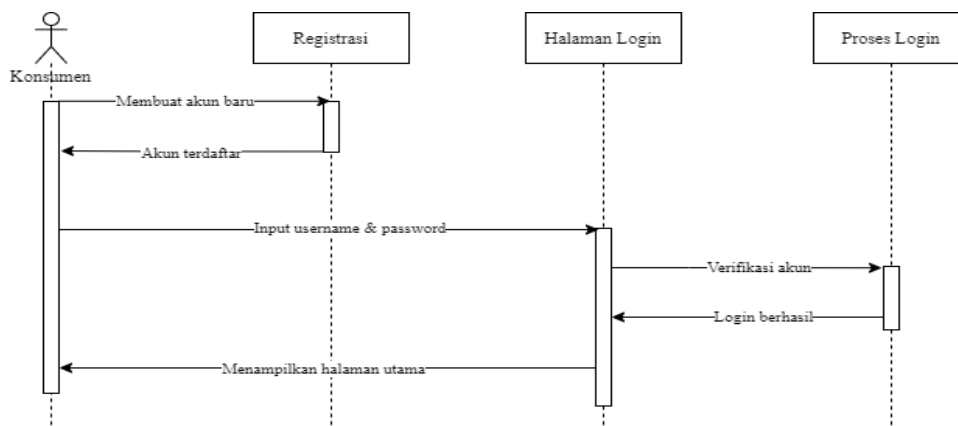 Registrasi
Halaman Login
Proses Login
Konsumen
Membuat akun baru
Akun terdaftar
Input username & password
Verifikasi akun
Login berhasil
Menampilkan halaman utama